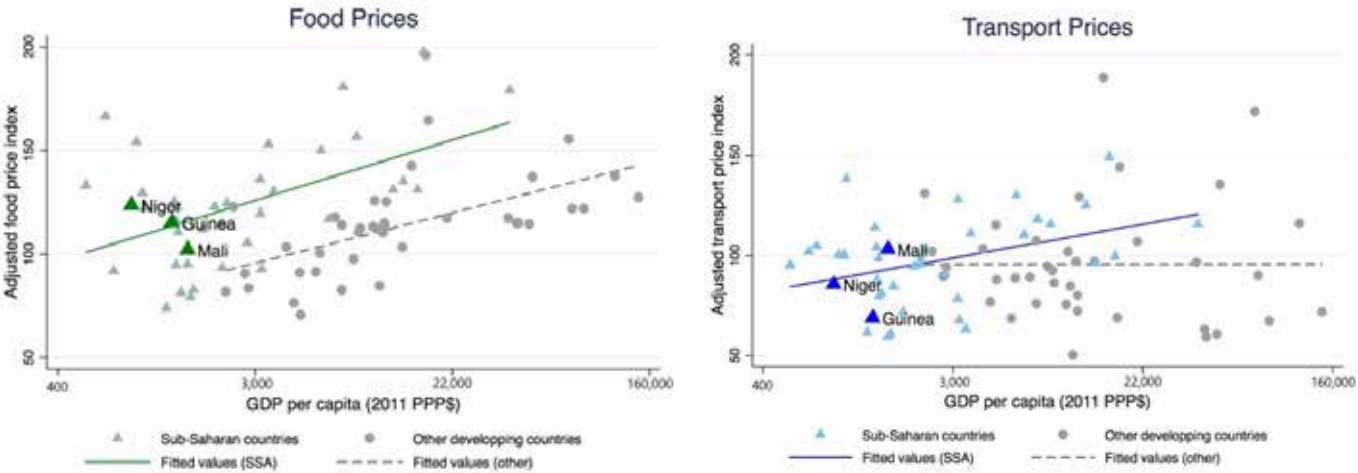 Food Prices
Adjusted food price index
200
150
100
50
Niger
Guinea
Mali
400
3,000
22,000
160,000
GDP per capita (2011 PPP$)
Sub-Saharan countries
Other developping countries
Fitted values (SSA)
Fitted values (other)
Transport Prices
Adjusted transport price index
200
150
100
50
Mali
Niger
Guinea
400
3,000
22,000
160,000
GDP per capita (2011 PPP$)
Sub-Saharan countries
Other developping countries
Fitted values (SSA)
Fitted values (other)